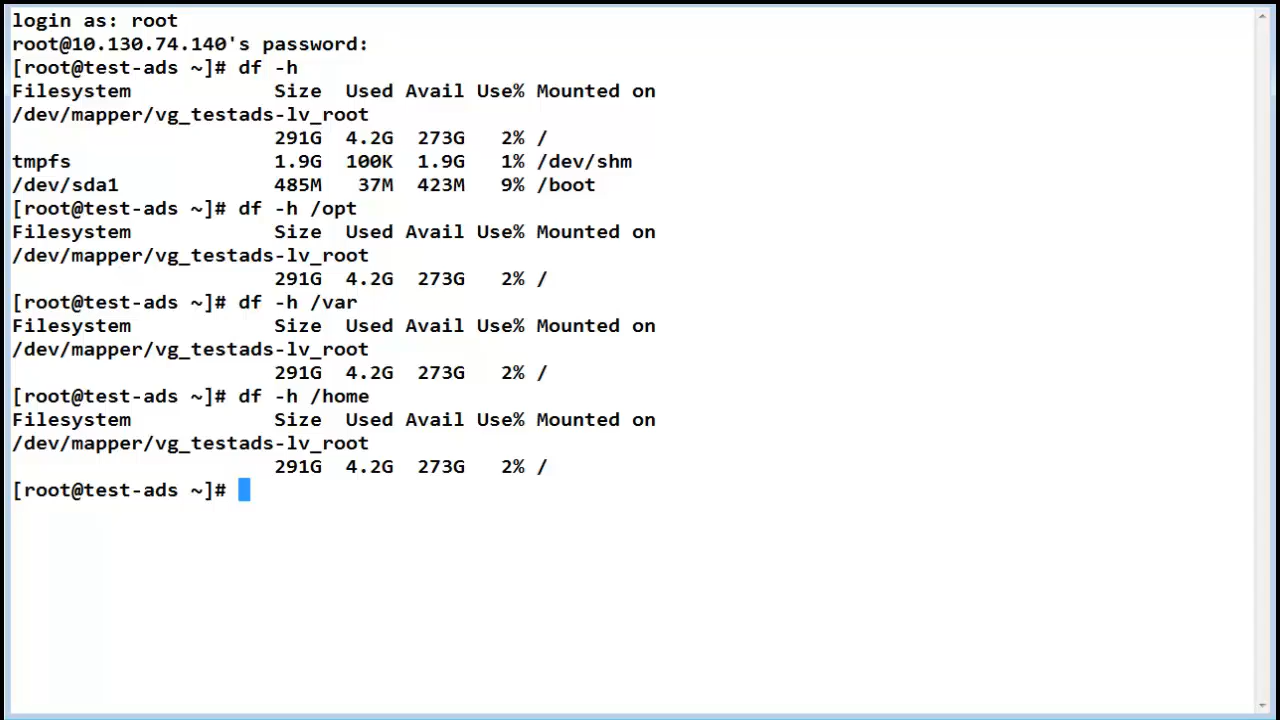 login as: root
root@10.130.74.140's password:
[root@test-ads ~]# df -h
Filesystem            Size  Used Avail Use% Mounted on
/dev/mapper/vg_testads-lv_root
                      291G  4.2G  273G   2% /
tmpfs                 1.9G  100K  1.9G   1% /dev/shm
/dev/sda1             485M   37M  423M   9% /boot
[root@test-ads ~]# df -h /opt
Filesystem            Size  Used Avail Use% Mounted on
/dev/mapper/vg_testads-lv_root
                      291G  4.2G  273G   2% /
[root@test-ads ~]# df -h /var
Filesystem            Size  Used Avail Use% Mounted on
/dev/mapper/vg_testads-lv_root
                      291G  4.2G  273G   2% /
[root@test-ads ~]# df -h /home
Filesystem            Size  Used Avail Use% Mounted on
/dev/mapper/vg_testads-lv_root
                      291G  4.2G  273G   2% /
[root@test-ads ~]#